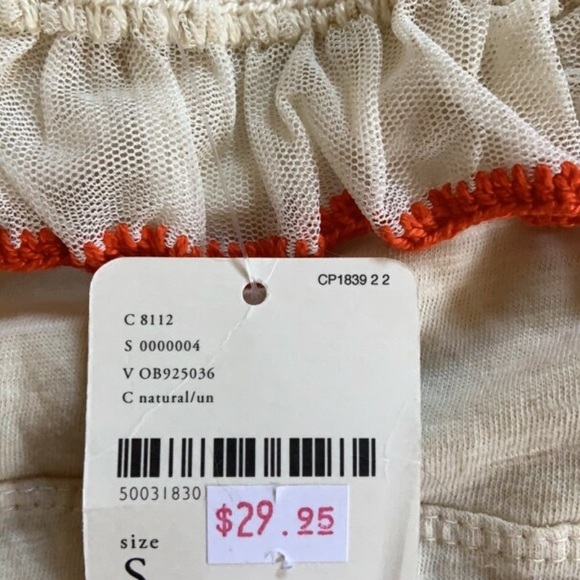 CP1839 2 2
C 8112
S 0000004
V OB925036
C natural/un
50031830
$29.95
size
S